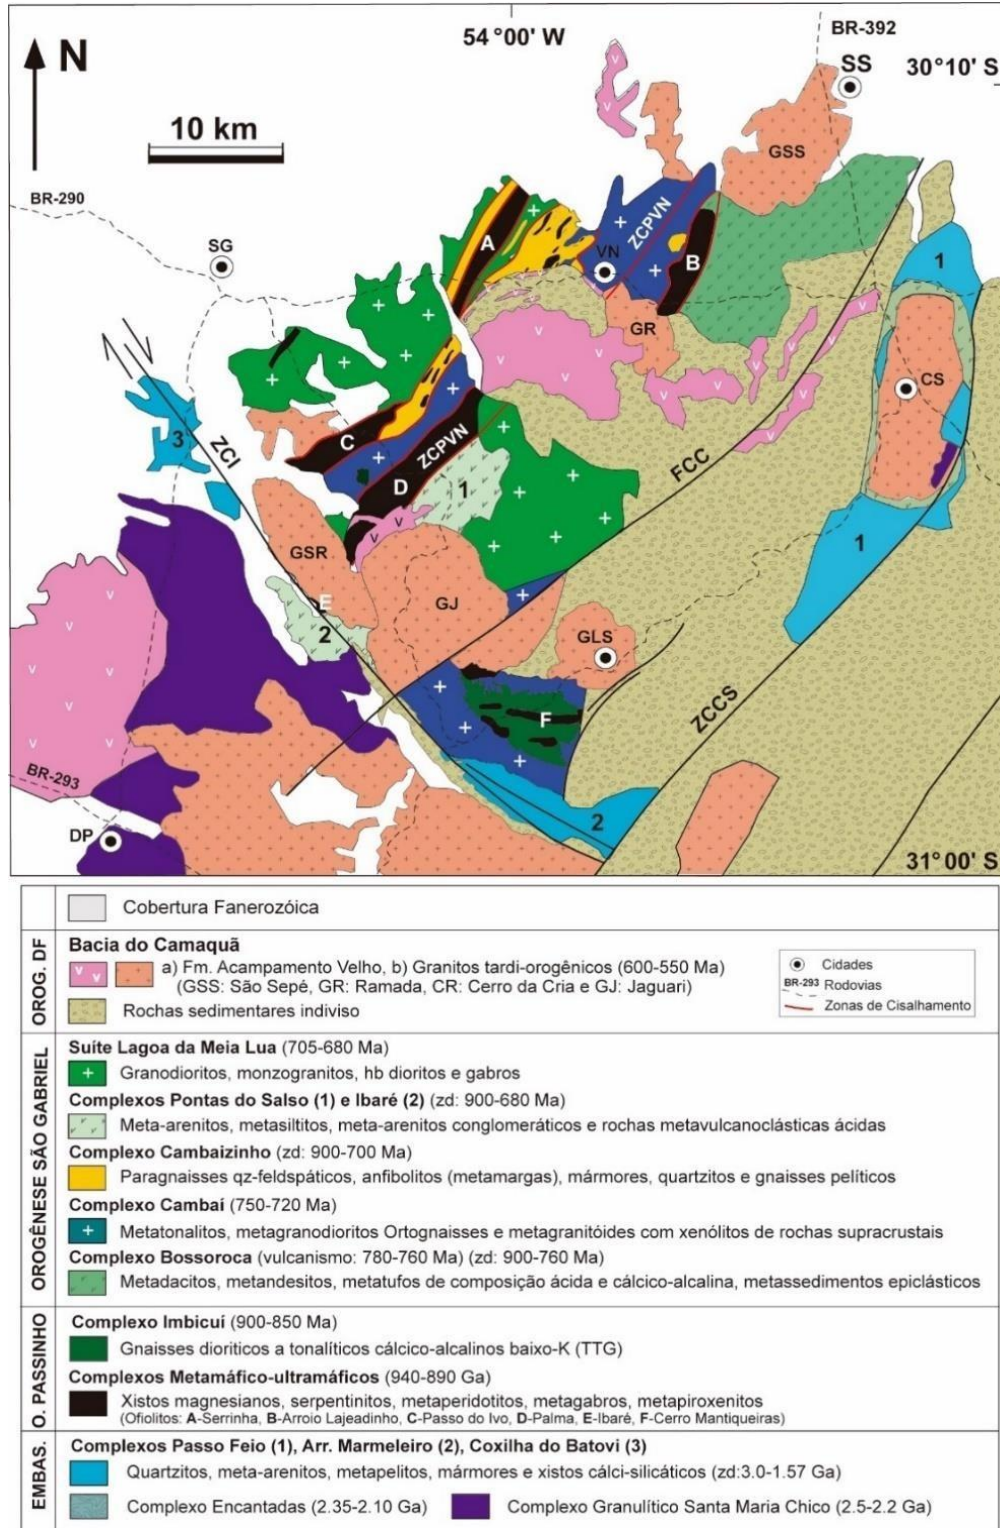 54°00' W
BR-392
SS
30°10' S
N
10 km
GSS
BR-290
SG
A
ZCPVN
VN
B
1
GR
CS
3
ZCI
C
ZCPVN
FCC
D
1
1
GSR
E
GJ
2
GLS
F
ZCCS
BR-293
2
DP
31°00' S
Cobertura Fanerozóica
OROG. DF
Bacia do Camaquã
a) Fm. Acampamento Velho, b) Granitos tardi-orogênicos (600-550 Ma)
(GSS: São Sepé, GR: Ramada, CR: Cerro da Cria e GJ: Jaguari)
Rochas sedimentares indiviso
Cidades
BR-293 Rodovias
Zonas de Cisalhamento
OROGÊNESE SÃO GABRIEL
Suíte Lagoa da Meia Lua (705-680 Ma)
Granodioritos, monzogranitos, hb dioritos e gabros
Complexos Pontas do Salso (1) e Ibaré (2) (zd: 900-680 Ma)
Meta-arenitos, metasiltitos, meta-arenitos conglomeráticos e rochas metavulcanoclásticas ácidas
Complexo Cambaizinho (zd: 900-700 Ma)
Paragnaisses qz-feldspáticos, anfibolitos (metamargas), mármores, quartzitos e gnaisses pelíticos
Complexo Cambaí (750-720 Ma)
Metatonalitos, metagranodioritos Ortognaisses e metagranitóides com xenólitos de rochas supracrustais
Complexo Bossoroca (vulcanismo: 780-760 Ma) (zd: 900-760 Ma)
Metadacitos, metandesitos, metatufos de composição ácida e cálcico-alcalina, metassedimentos epiclásticos
O. PASSINHO
Complexo Imbicuí (900-850 Ma)
Gnaisses dioriticos a tonalíticos cálcico-alcalinos baixo-K (TTG)
Complexos Metamáfico-ultramáficos (940-890 Ga)
Xistos magnesianos, serpentinitos, metaperidotitos, metagabros, metapiroxenitos
(Ofiolitos: A-Serrinha, B-Arroio Lajeadinho, C-Passo do Ivo, D-Palma, E-Ibaré, F-Cerro Mantiqueiras)
EMBAS.
Complexos Passo Feio (1), Arr. Marmeleiro (2), Coxilha do Batovi (3)
Quartzitos, meta-arenitos, metapelitos, mármores e xistos cálci-silicáticos (zd:3.0-1.57 Ga)
Complexo Encantadas (2.35-2.10 Ga)
Complexo Granulítico Santa Maria Chico (2.5-2.2 Ga)